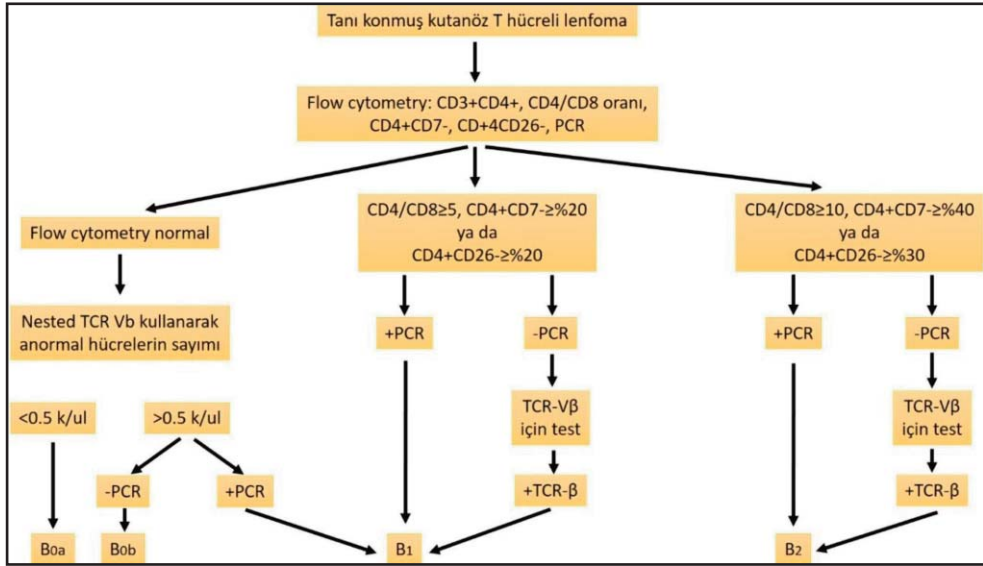 Tanı konmuş kutanöz T hücreli lenfoma
Flow cytometry: CD3+CD4+, CD4/CD8 oranı,
CD4+CD7-, CD+4CD26-, PCR
Flow cytometry normal
Nested TCR Vb kullanarak
anormal hücrelerin sayımı
<0.5 k/ul
>0.5 k/ul
-PCR
+PCR
B0a
B0b
CD4/CD8≥5, CD4+CD7-≥%20
ya da
CD4+CD26-≥%20
+PCR
-PCR
TCR-Vβ
için test
+TCR-β
B1
CD4/CD8≥10, CD4+CD7-≥%40
ya da
CD4+CD26-≥%30
+PCR
-PCR
TCR-Vβ
için test
+TCR-β
B2